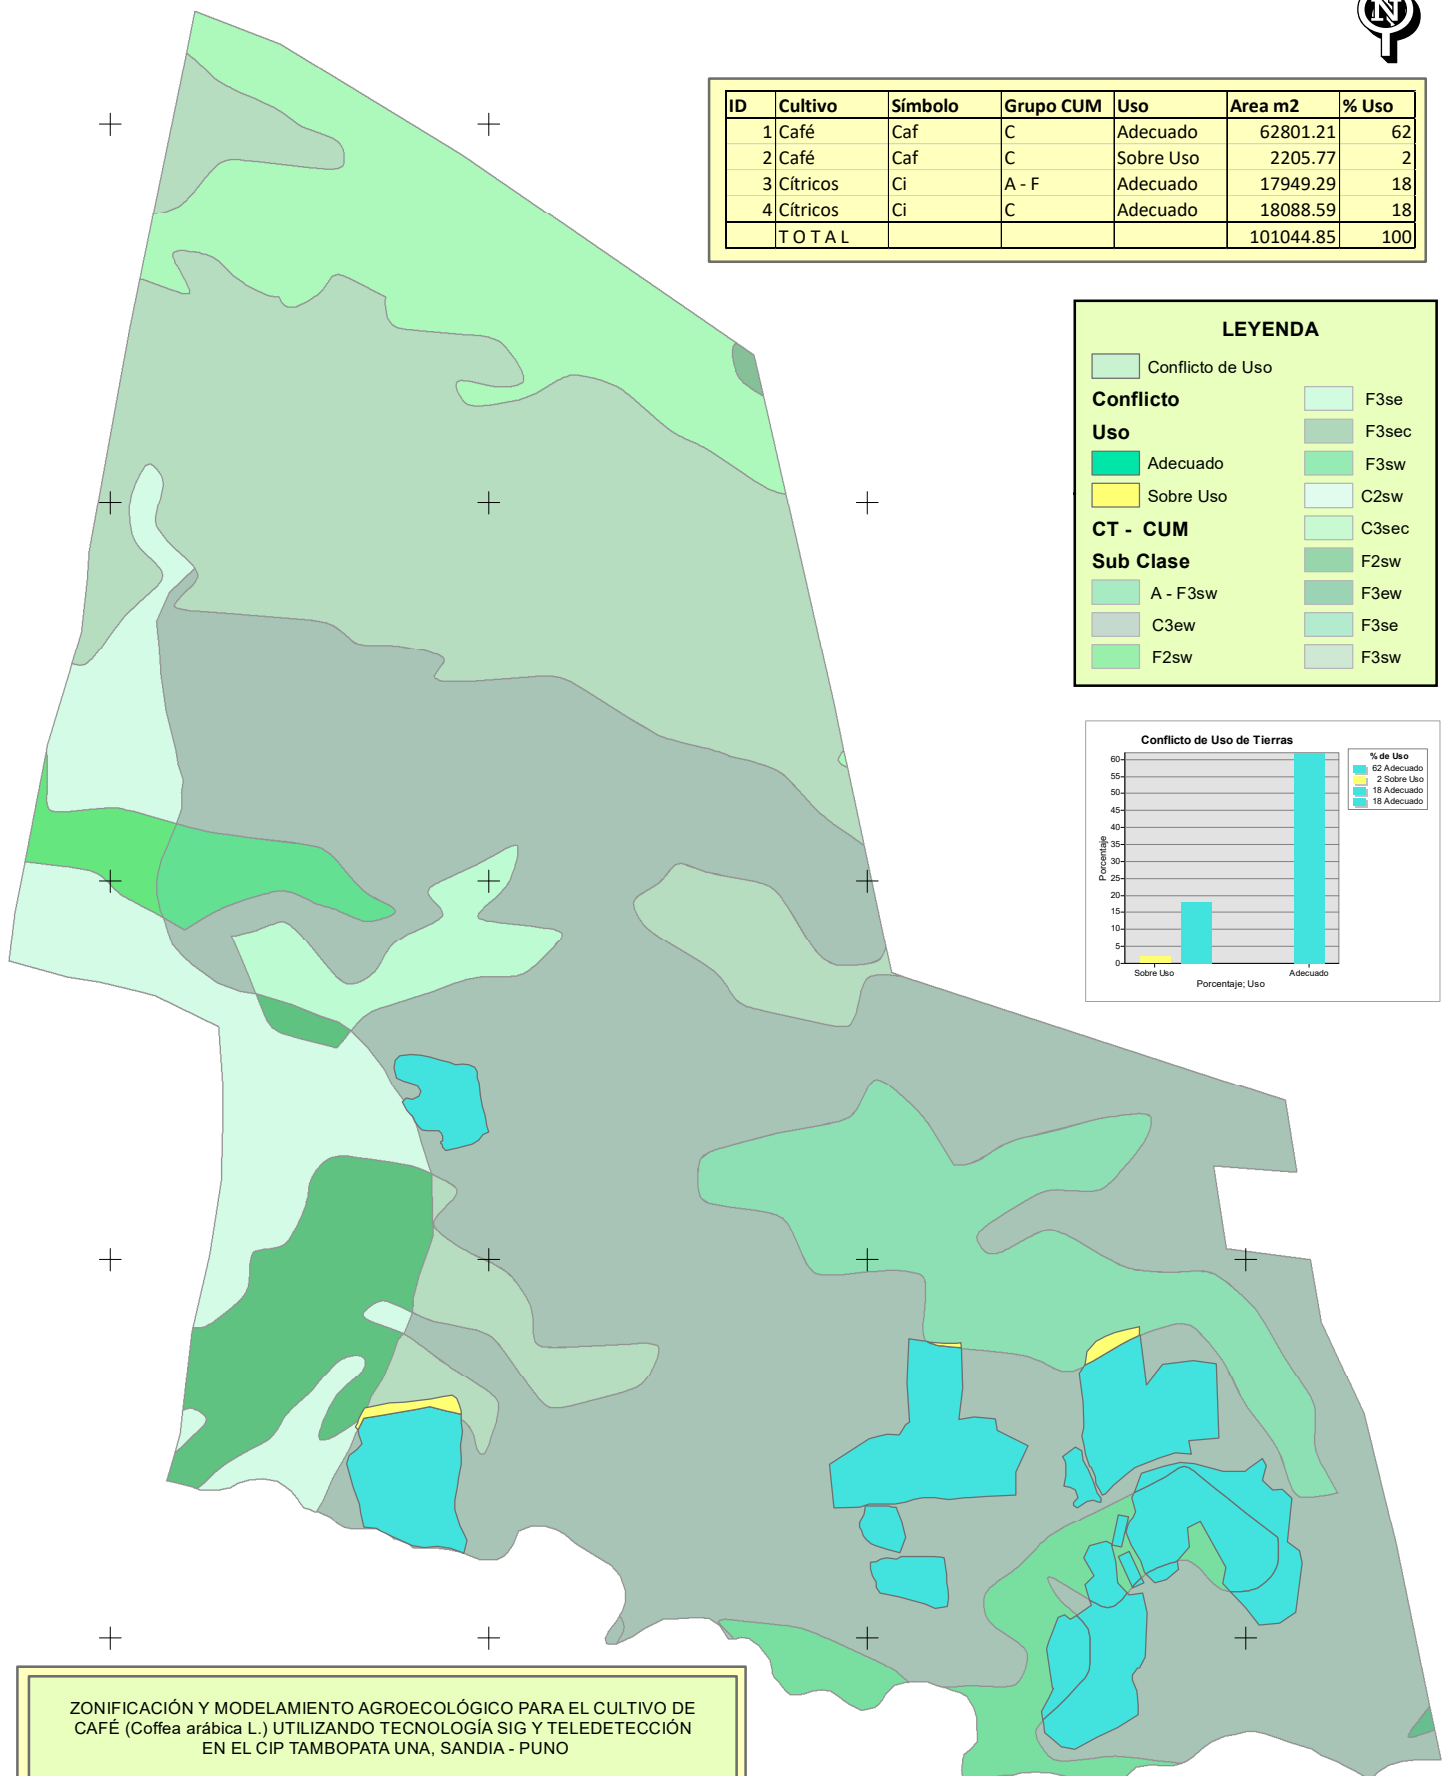 N
ID Cultivo Símbolo Grupo CUM Uso Area m2 % Uso
1 Café Caf C Adecuado 62801.21 62
2 Café Caf C Sobre Uso 2205.77 2
3 Cítricos Ci A - F Adecuado 17949.29 18
4 Cítricos Ci C Adecuado 18088.59 18
T O T A L 101044.85 100
LEYENDA
Conflicto de Uso
Conflicto
Uso
Adecuado
Sobre Uso
CT - CUM
Sub Clase
A - F3sw
C3ew
F2sw
F3se
F3sec
F3sw
C2sw
C3sec
F2sw
F3ew
F3se
F3sw
Conflicto de Uso de Tierras
60
55
50
45
40
35
30
25
20
15
10
5
0
Porcentaje
Sobre Uso Adecuado
Porcentaje; Uso
% de Uso
62 Adecuado
2 Sobre Uso
18 Adecuado
18 Adecuado
ZONIFICACIÓN Y MODELAMIENTO AGROECOLÓGICO PARA EL CULTIVO DE
CAFÉ (Coffea arábica L.) UTILIZANDO TECNOLOGÍA SIG Y TELEDETECCIÓN
EN EL CIP TAMBOPATA UNA, SANDIA - PUNO